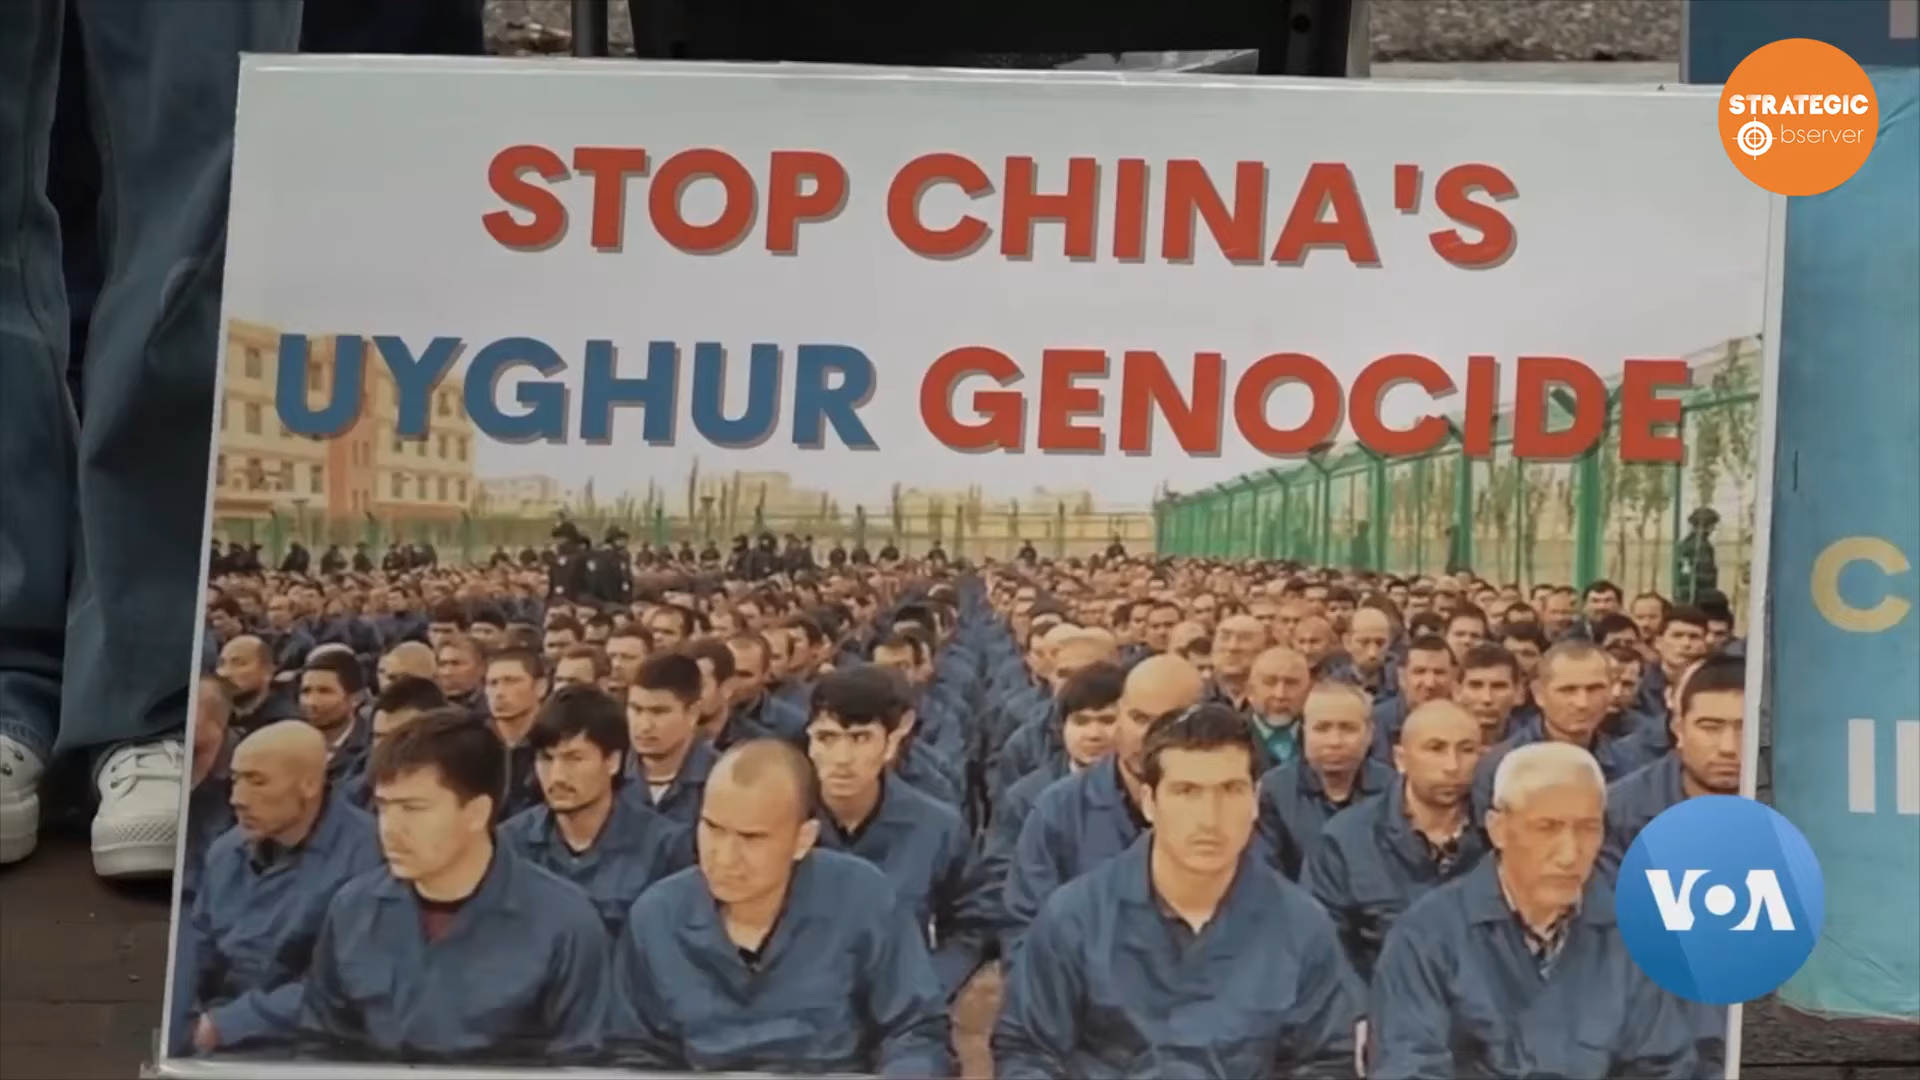 STRATEGIC
bserver
STOP CHINA'S
UYGHUR GENOCIDE
C
VOA